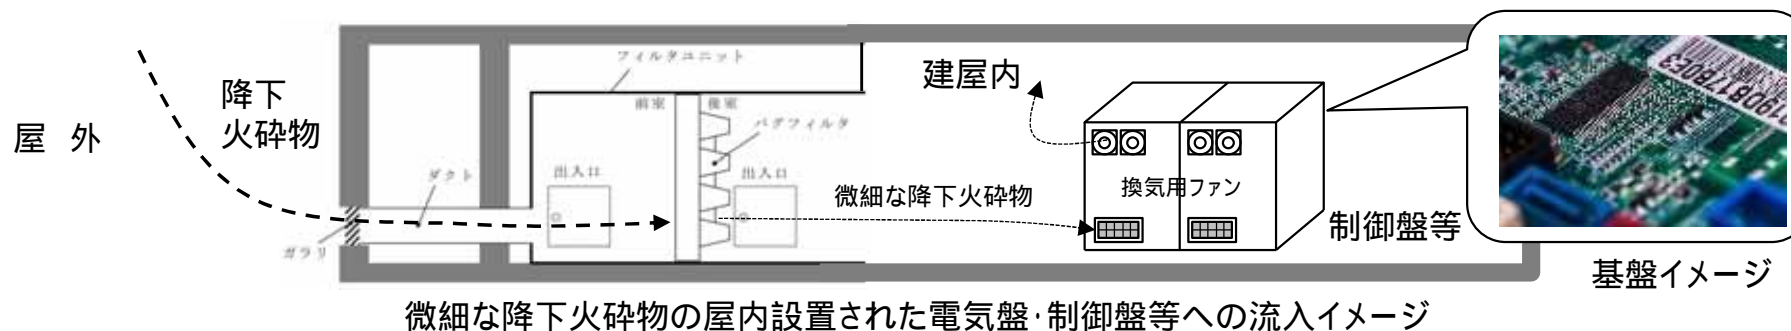 屋 外
降下
火砕物
フィルタユニット
前室
後室
バグフィルタ
ダクト
出入口
出入口
ガラリ
微細な降下火砕物
建屋内
換気用ファン
制御盤等
基盤イメージ
微細な降下火砕物の屋内設置された電気盤･制御盤等への流入イメージ